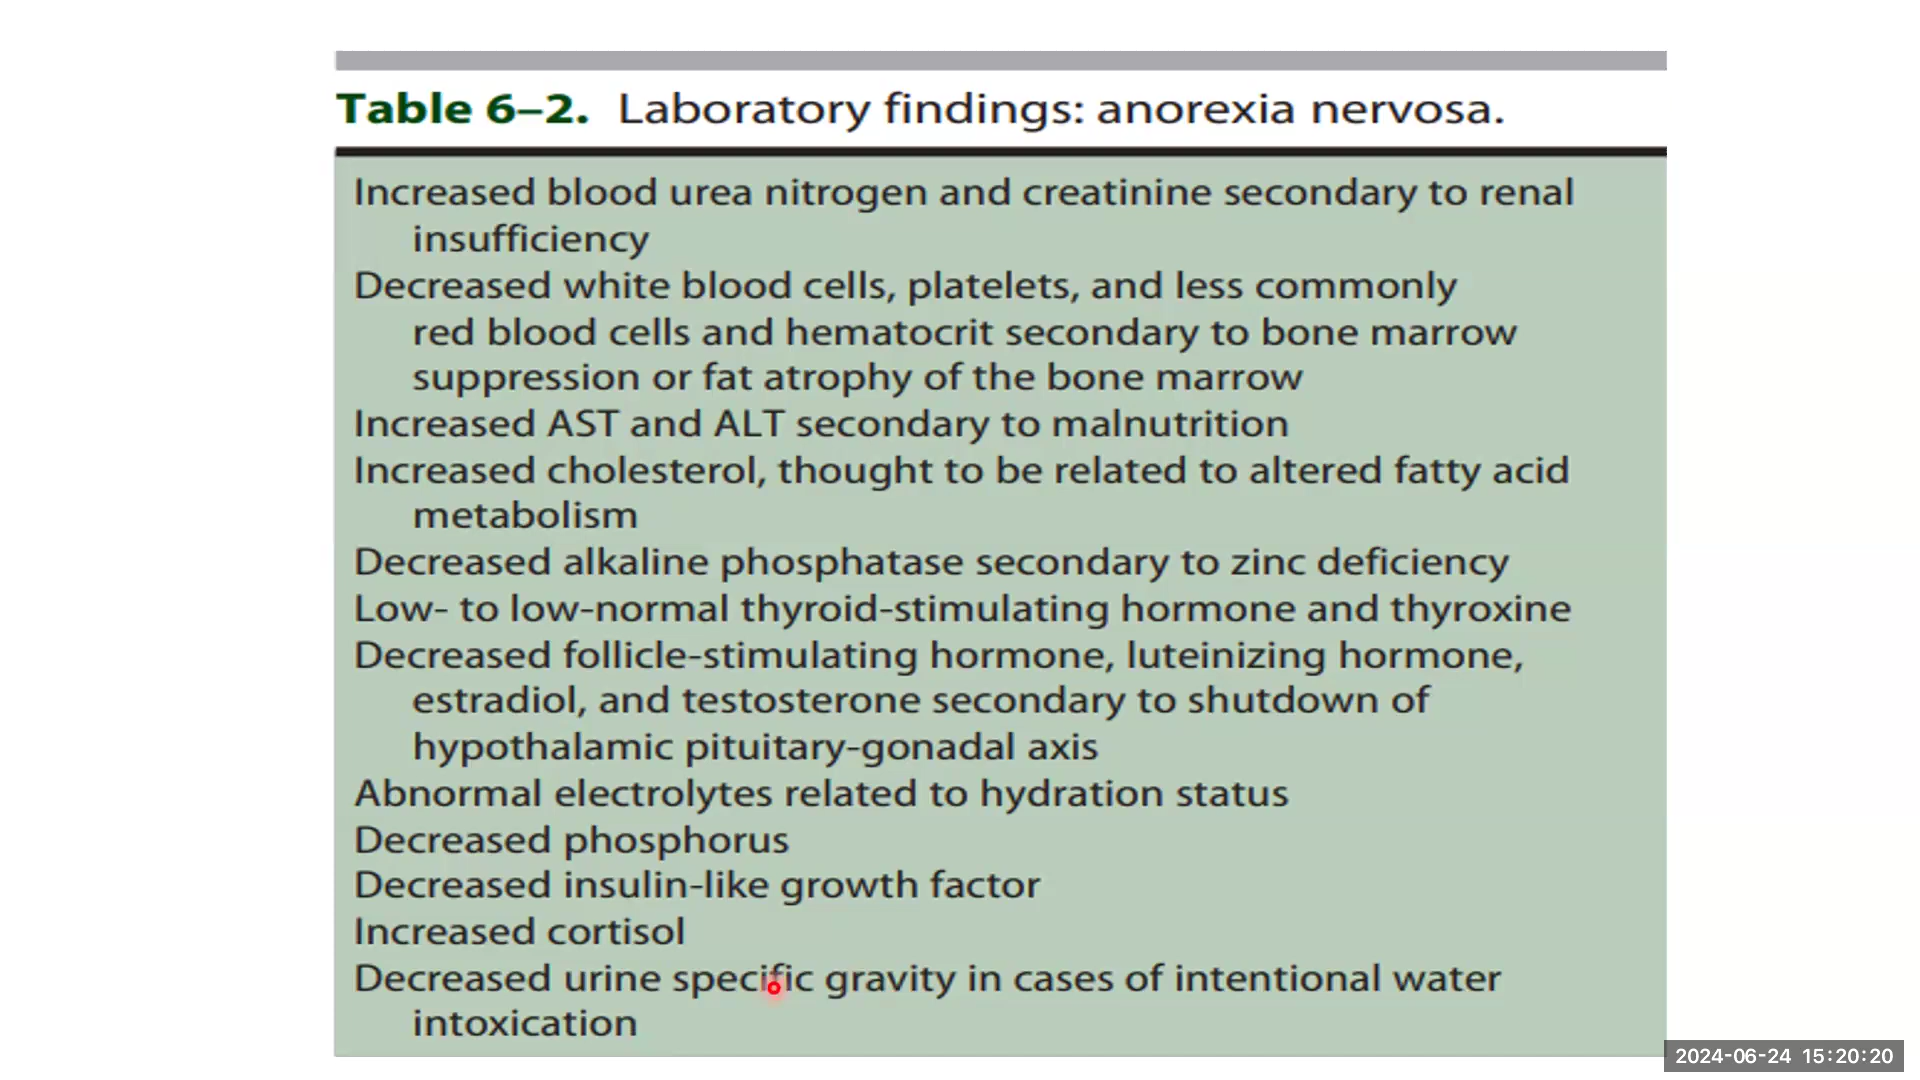 Table 6–2. Laboratory findings: anorexia nervosa.
Increased blood urea nitrogen and creatinine secondary to renal
insufficiency
Decreased white blood cells, platelets, and less commonly
red blood cells and hematocrit secondary to bone marrow
suppression or fat atrophy of the bone marrow
Increased AST and ALT secondary to malnutrition
Increased cholesterol, thought to be related to altered fatty acid
metabolism
Decreased alkaline phosphatase secondary to zinc deficiency
Low- to low-normal thyroid-stimulating hormone and thyroxine
Decreased follicle-stimulating hormone, luteinizing hormone,
estradiol, and testosterone secondary to shutdown of
hypothalamic pituitary-gonadal axis
Abnormal electrolytes related to hydration status
Decreased phosphorus
Decreased insulin-like growth factor
Increased cortisol
Decreased urine specific gravity in cases of intentional water
intoxication
2024-06-24 15:20:20